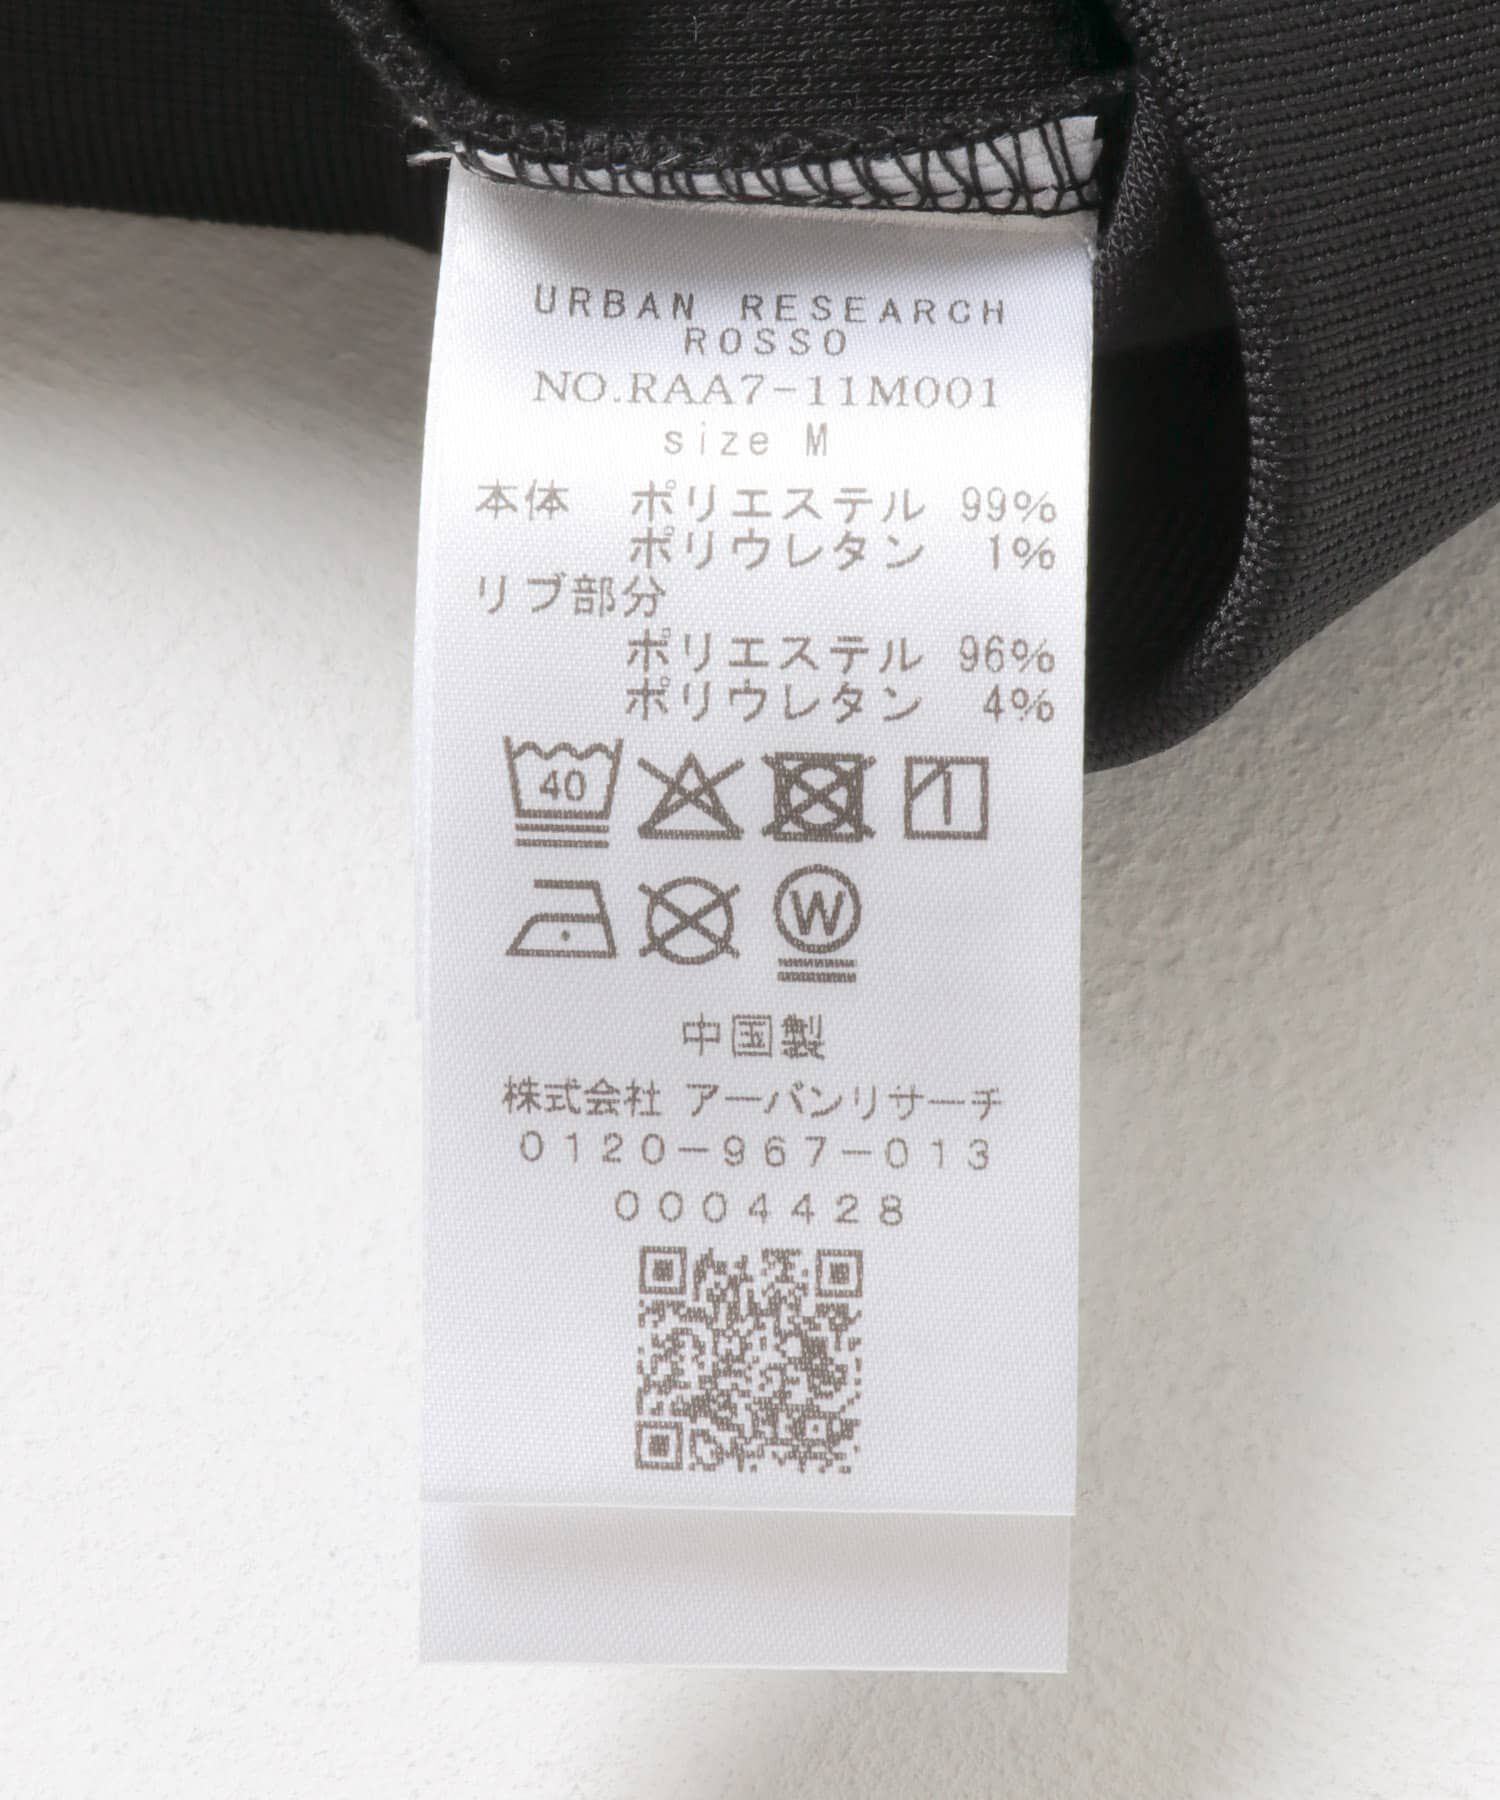 URBAN RESEARCH
ROSSO
NO.RAA7-11M001
size M
本体 ポリエステル 99%
ポリウレタン 1%
リブ部分
ポリエステル 96%
ポリウレタン 4%
40
W
中国製
株式会社 アーバンリサーチ
0120-967-013
0004428